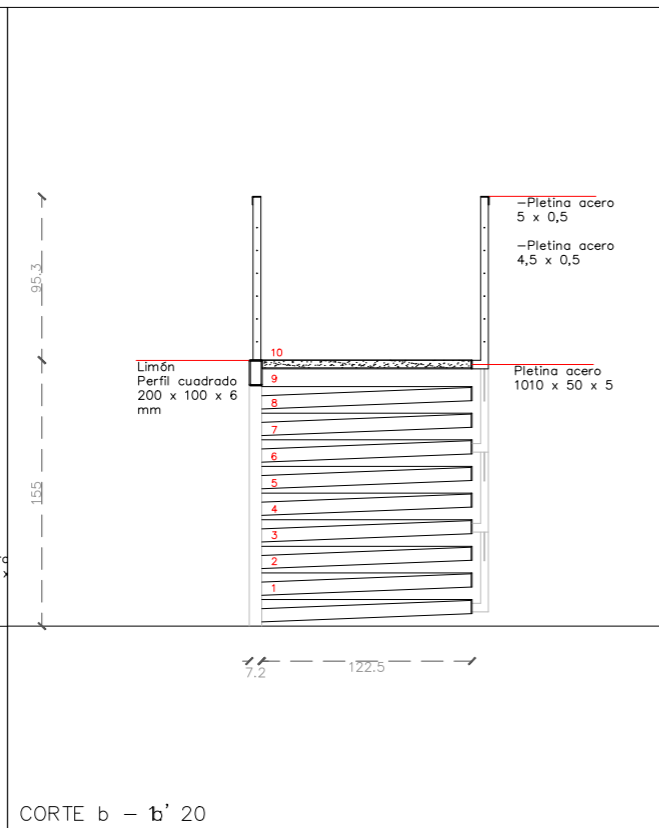 −Pletina acero
5 x 0,5
−Pletina acero
4,5 x 0,5
95.3
10
Limón
Perfil cuadrado
200 x 100 x 6
mm
Pletina acero
1010 x 50 x 5
9
8
7
6
5
4
3
2
1
155
x
7.2
122.5
CORTE b − b' 20